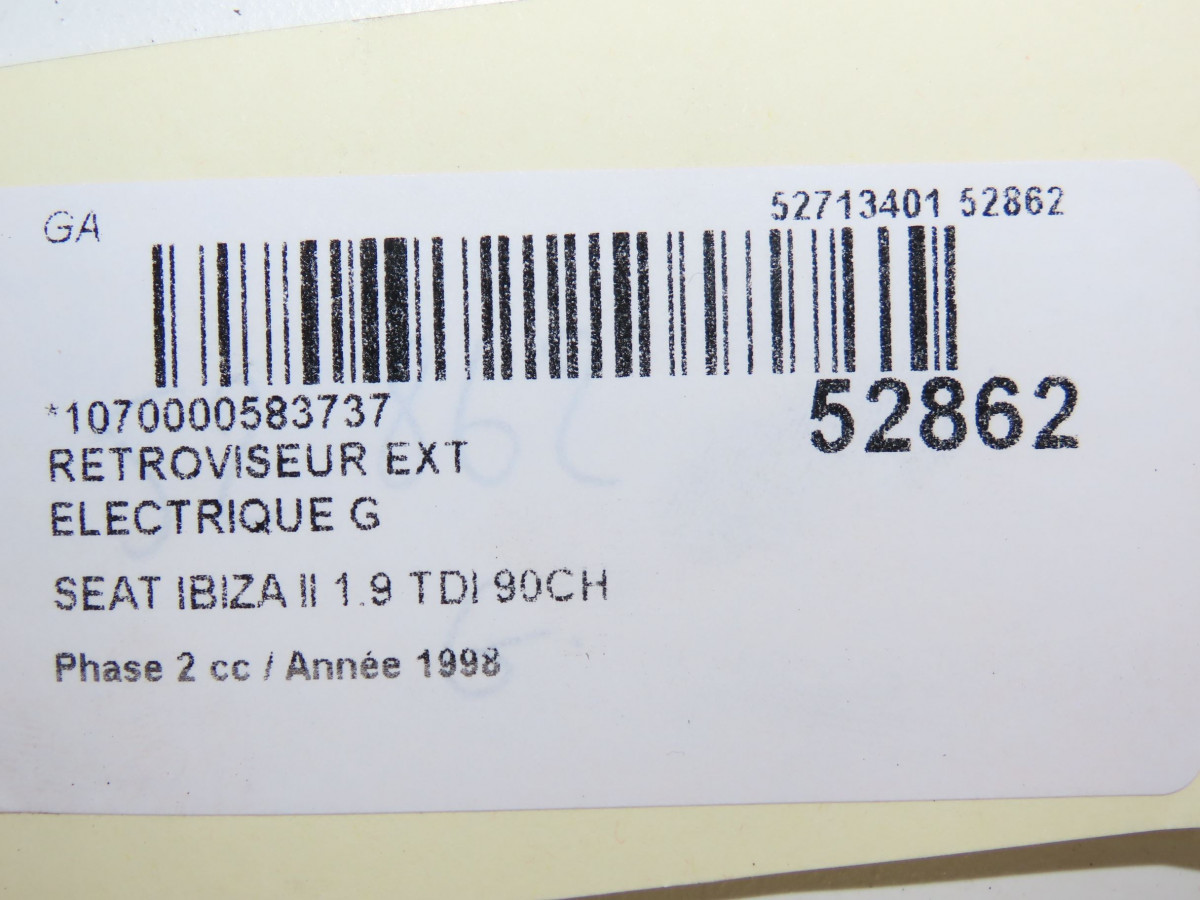 GA
52713401 52862
*1070000583737
52862
RETROVISEUR EXT
ELECTRIQUE G
SEAT IBIZA II 1.9 TDI 90CH
Phase 2 cc / Année 1998